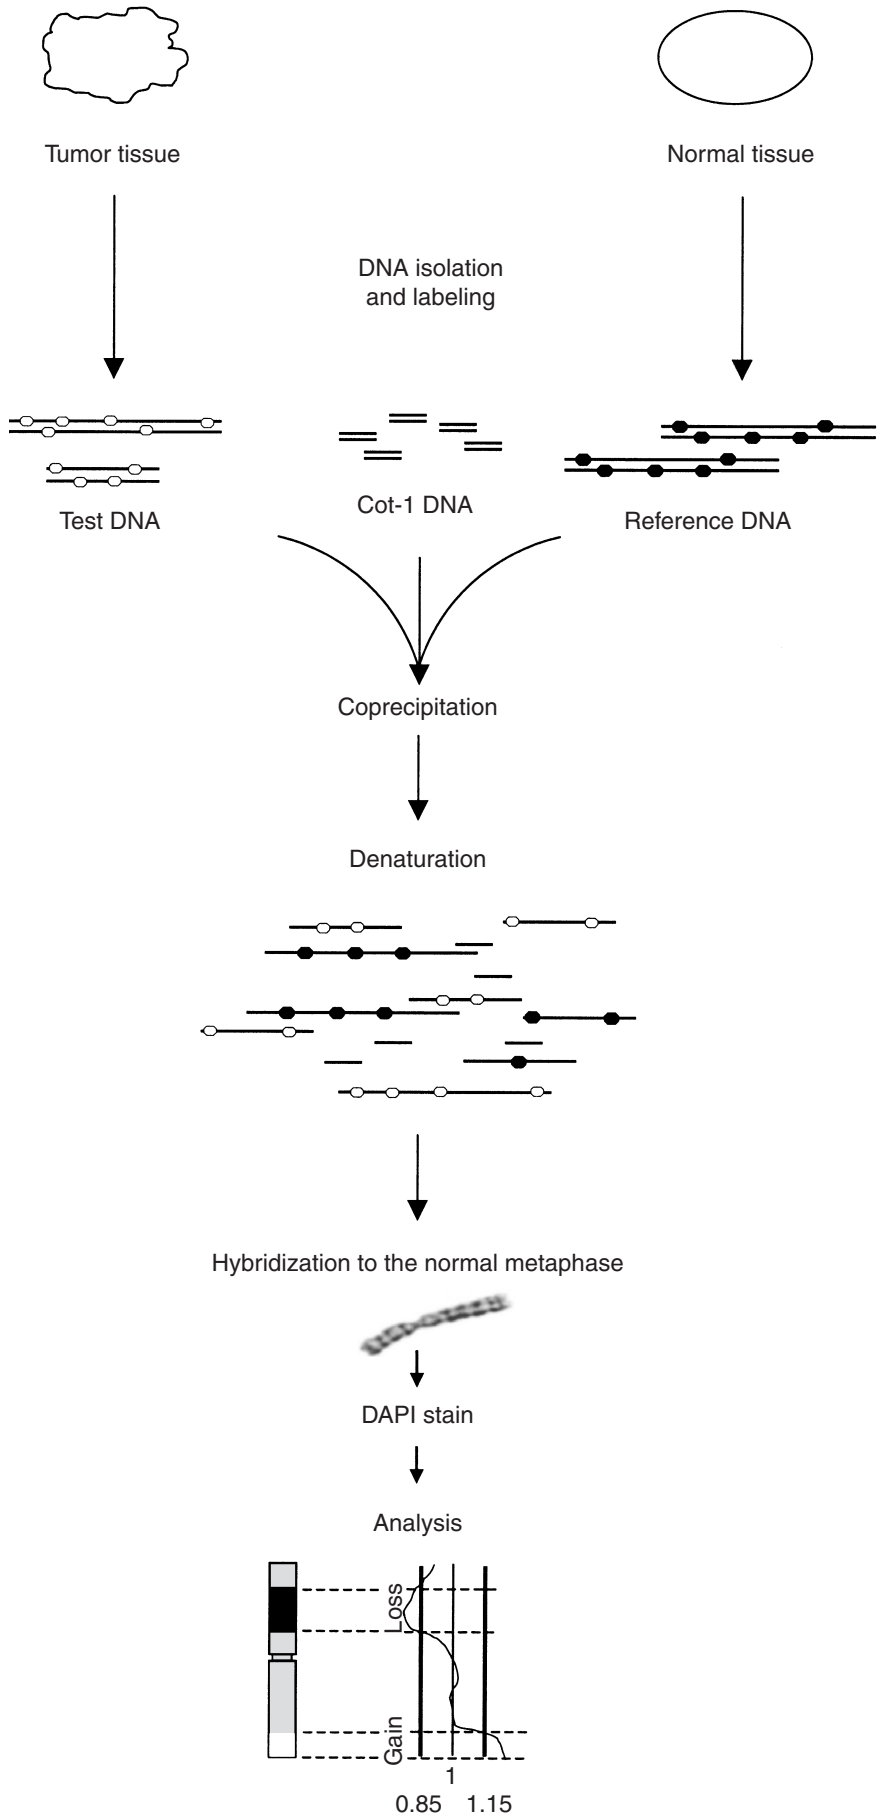 Tumor tissue
Normal tissue
DNA isolation
and labeling
Test DNA
Cot-1 DNA
Reference DNA
Coprecipitation
Denaturation
Hybridization to the normal metaphase
DAPI stain
Analysis
Loss
Gain
1
0.85 1.15